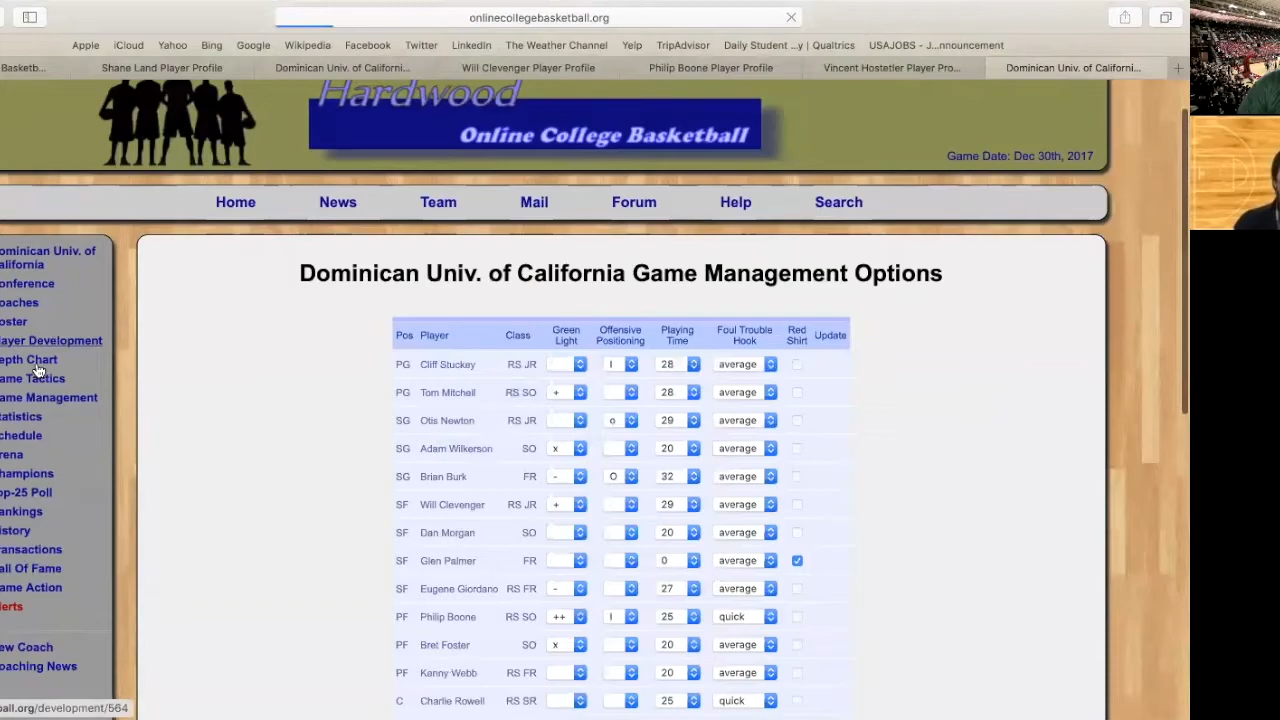 onlinecollegebasketball.org
Apple iCloud Yahoo Bing Google Wikipedia Facebook Twitter LinkedIn The Weather Channel Yelp TripAdvisor Daily Student ...y | Qualtrics USAJOBS - J...nnouncement
Basketb... Shane Land Player Profile Dominican Univ. of Californi... Will Clevenger Player Profile Philip Boone Player Profile Vincent Hostetler Player Pro... Dominican Univ. of Californi...
Hardwood
Online College Basketball
Game Date: Dec 30th, 2017
Home News Team Mail Forum Help Search
ominican Univ. of
alifornia
onference
oaches
oster
layer Development
epth Chart
ame Tactics
ame Management
tatistics
chedule
rena
hampions
op-25 Poll
ankings
istory
ransactions
all Of Fame
ame Action
lerts
ew Coach
oaching News
Dominican Univ. of California Game Management Options
Pos Player Class Green Light Offensive Positioning Playing Time Foul Trouble Hook Red Shirt Update
PG Cliff Stuckey RS JR I 28 average
PG Tom Mitchell RS SO + 28 average
SG Otis Newton RS JR o 29 average
SG Adam Wilkerson SO x 20 average
SG Brian Burk FR - O 32 average
SF Will Clevenger RS JR + 29 average
SF Dan Morgan SO 20 average
SF Glen Palmer FR 0 average
SF Eugene Giordano RS FR - 27 average
PF Philip Boone RS SO ++ I 25 quick
PF Bret Foster SO x 20 average
PF Kenny Webb RS FR 20 average
C Charlie Rowell RS SR 25 quick
ball.org/development/564